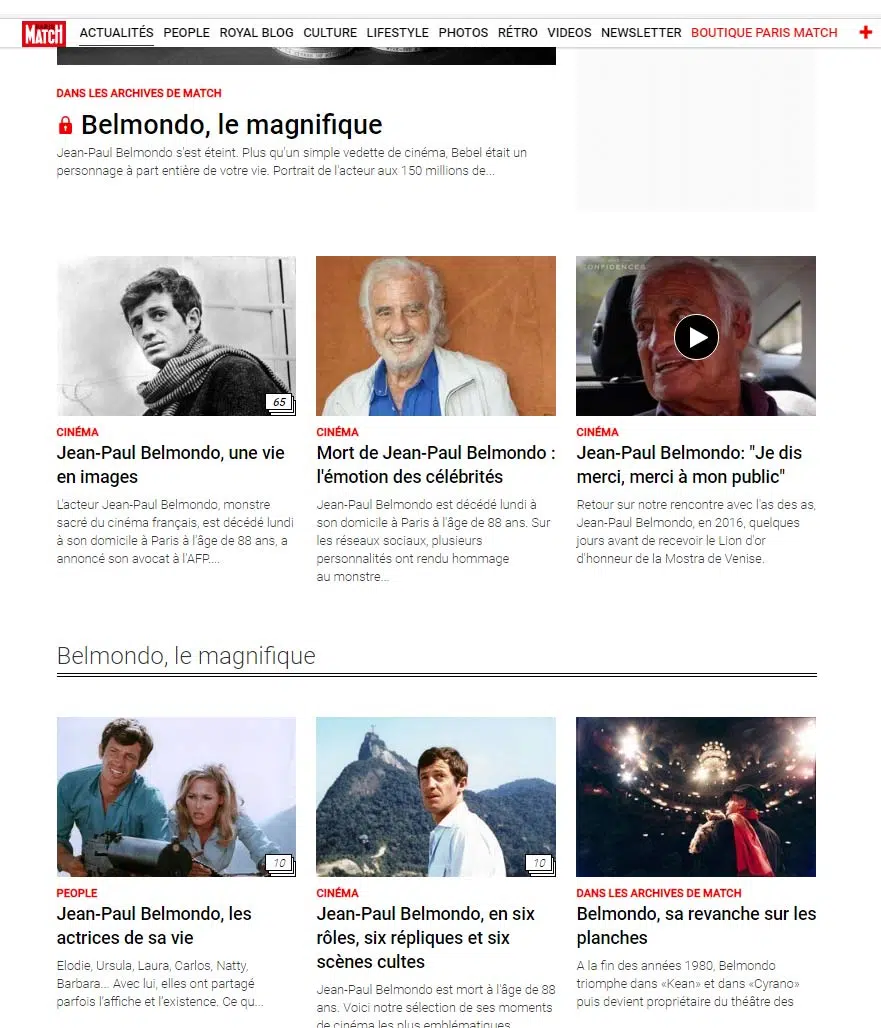 PARIS
MATCH
ACTUALITÉS PEOPLE ROYAL BLOG CULTURE LIFESTYLE PHOTOS RÉTRO VIDEOS NEWSLETTER BOUTIQUE PARIS MATCH
DANS LES ARCHIVES DE MATCH
Belmondo, le magnifique
Jean-Paul Belmondo s'est éteint. Plus qu'un simple vedette de cinéma, Bebel était un
personnage à part entière de votre vie. Portrait de l'acteur aux 150 millions de...
65
CINÉMA
Jean-Paul Belmondo, une vie
en images
L'acteur Jean-Paul Belmondo, monstre
sacré du cinéma français, est décédé lundi
à son domicile à Paris à l'âge de 88 ans, a
annoncé son avocat à l'AFP....
CINÉMA
Mort de Jean-Paul Belmondo :
l'émotion des célébrités
Jean-Paul Belmondo est décédé lundi à
son domicile à Paris à l'âge de 88 ans. Sur
les réseaux sociaux, plusieurs
personnalités ont rendu hommage
au monstre...
CONFIDENCES
CINÉMA
Jean-Paul Belmondo: "Je dis
merci, merci à mon public"
Retour sur notre rencontre avec l'as des as,
Jean-Paul Belmondo, en 2016, quelques
jours avant de recevoir le LIon d'or
d'honneur de la Mostra de Venise.
Belmondo, le magnifique
10
PEOPLE
Jean-Paul Belmondo, les
actrices de sa vie
Elodie, Ursula, Laura, Carlos, Natty,
Barbara... Avec lui, elles ont partagé
parfois l'affiche et l'existence. Ce qu...
10
CINÉMA
Jean-Paul Belmondo, en six
rôles, six répliques et six
scènes cultes
Jean-Paul Belmondo est mort à l'âge de 88
ans. Voici notre sélection de ses moments
de cinéma les plus emblématiques
DANS LES ARCHIVES DE MATCH
Belmondo, sa revanche sur les
planches
A la fin des années 1980, Belmondo
triomphe dans «Kean» et dans «Cyrano»
puis devient propriétaire du théâtre des